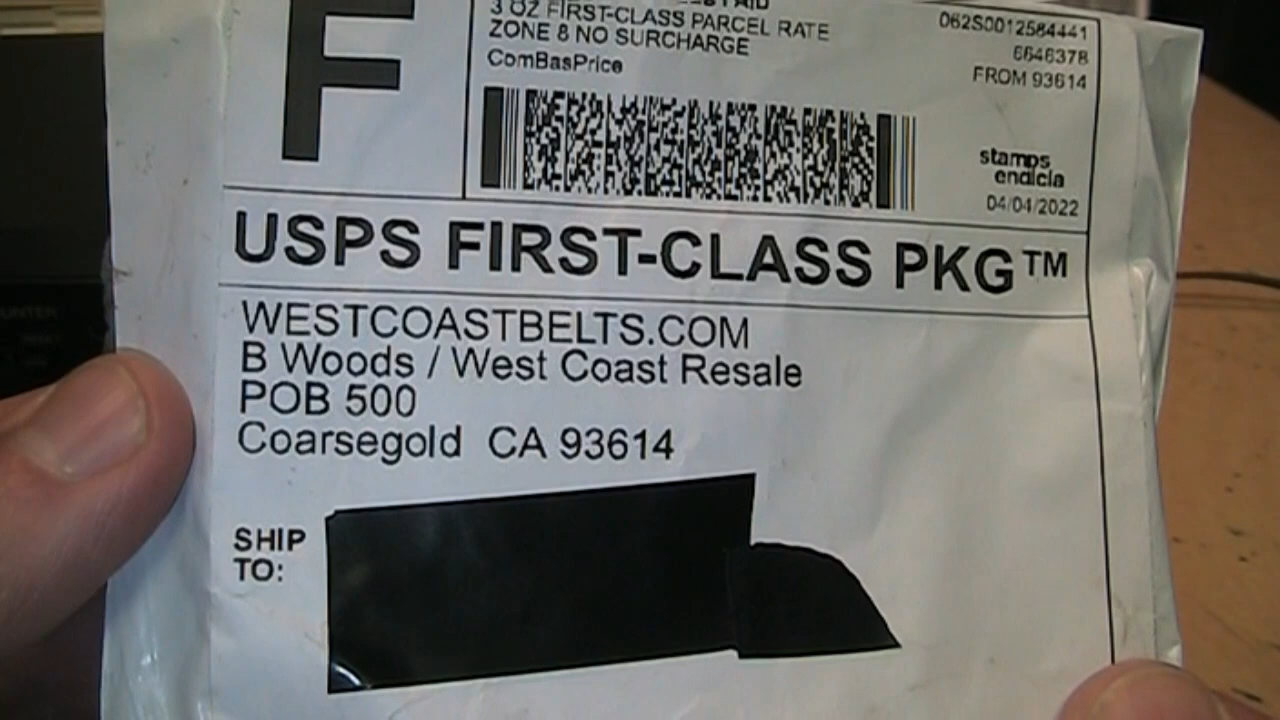 F
3 OZ FIRST-CLASS PARCEL RATE
ZONE 8 NO SURCHARGE
ComBasPrice
062S0012584441
6646378
FROM 93614
stamps
endicia
04/04/2022
USPS FIRST-CLASS PKG™
WESTCOASTBELTS.COM
B Woods / West Coast Resale
POB 500
Coarsegold CA 93614
SHIP
TO: